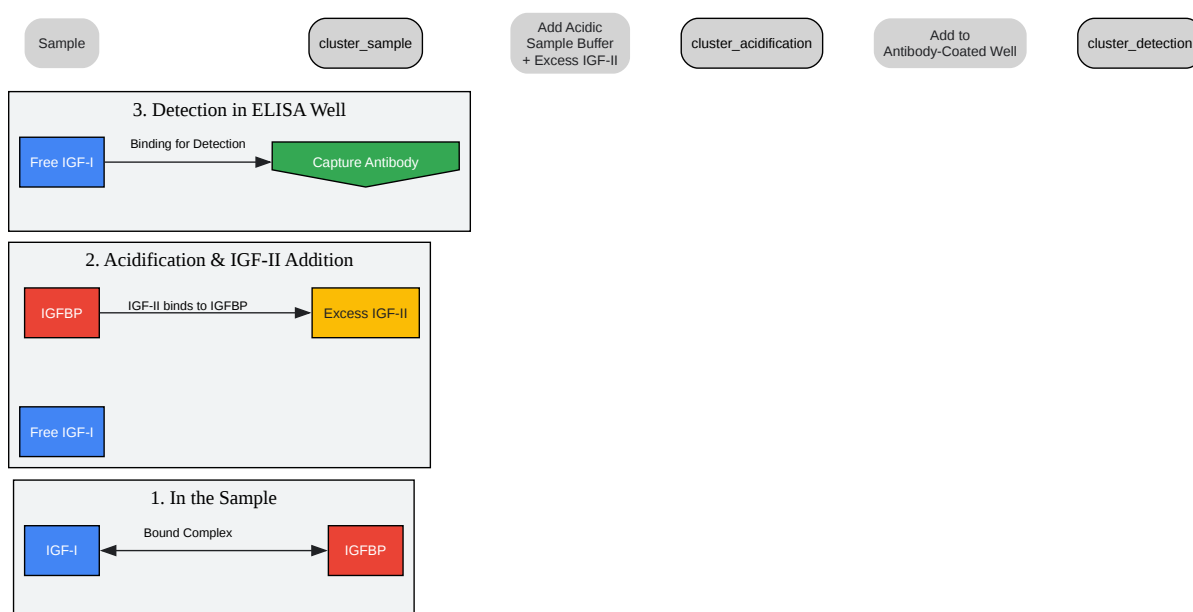 Sample
cluster_sample
Add Acidic
Sample Buffer
+ Excess IGF-II
cluster_acidification
Add to
Antibody-Coated Well
cluster_detection
3. Detection in ELISA Well
Free IGF-I
Binding for Detection
Capture Antibody
2. Acidification & IGF-II Addition
IGFBP
IGF-II binds to IGFBP
Excess IGF-II
Free IGF-I
1. In the Sample
IGF-I
Bound Complex
IGFBP